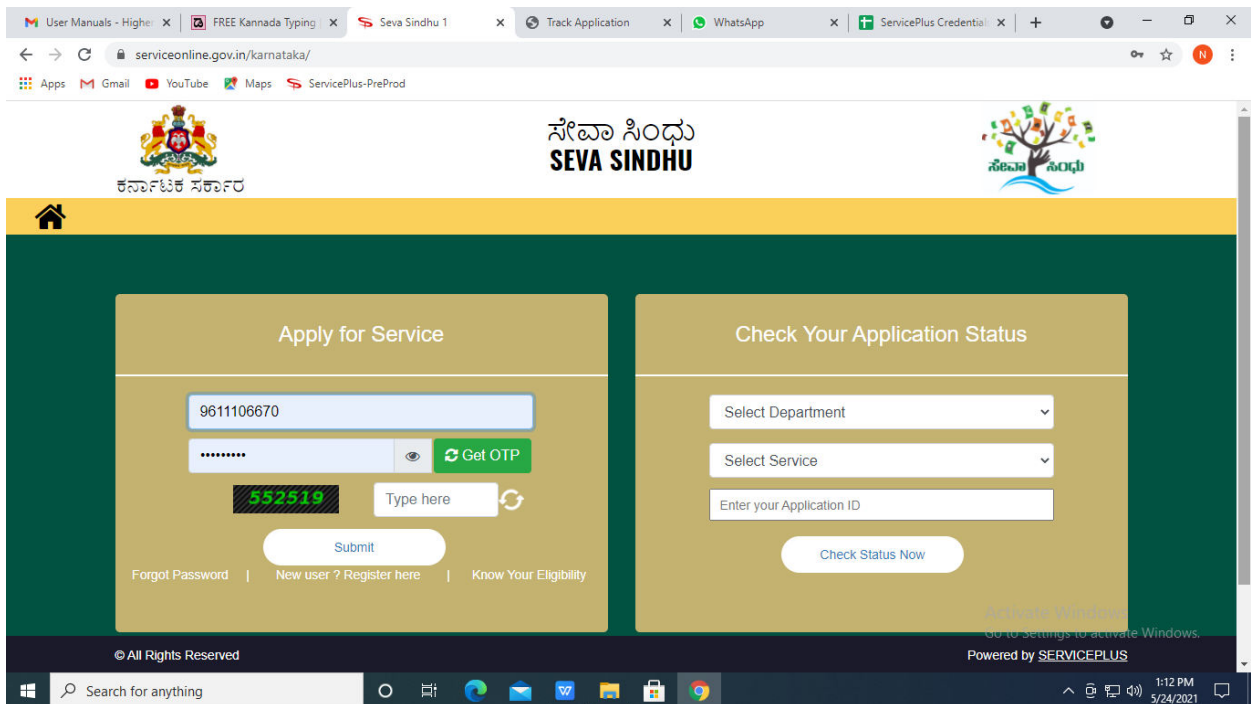 User Manuals - Higher
FREE Kannada Typing
Seva Sindhu 1
Track Application
WhatsApp
ServicePlus Credential
serviceonline.gov.in/karnataka/
N
Apps
Gmail
YouTube
Maps
ServicePlus-PreProd
ಕರ್ನಾಟಕ ಸರ್ಕಾರ
ಸೇವಾ ಸಿಂಧು
SEVA SINDHU
ಸೇವಾ ಸಿಂಧು
Apply for Service
9611106670
Get OTP
552519
Type here
Submit
Forgot Password | New user ? Register here | Know Your Eligibility
Check Your Application Status
Select Department
Select Service
Enter your Application ID
Check Status Now
Activate Windows
Go to Settings to activate Windows.
© All Rights Reserved
Powered by SERVICEPLUS
Search for anything
1:12 PM
5/24/2021